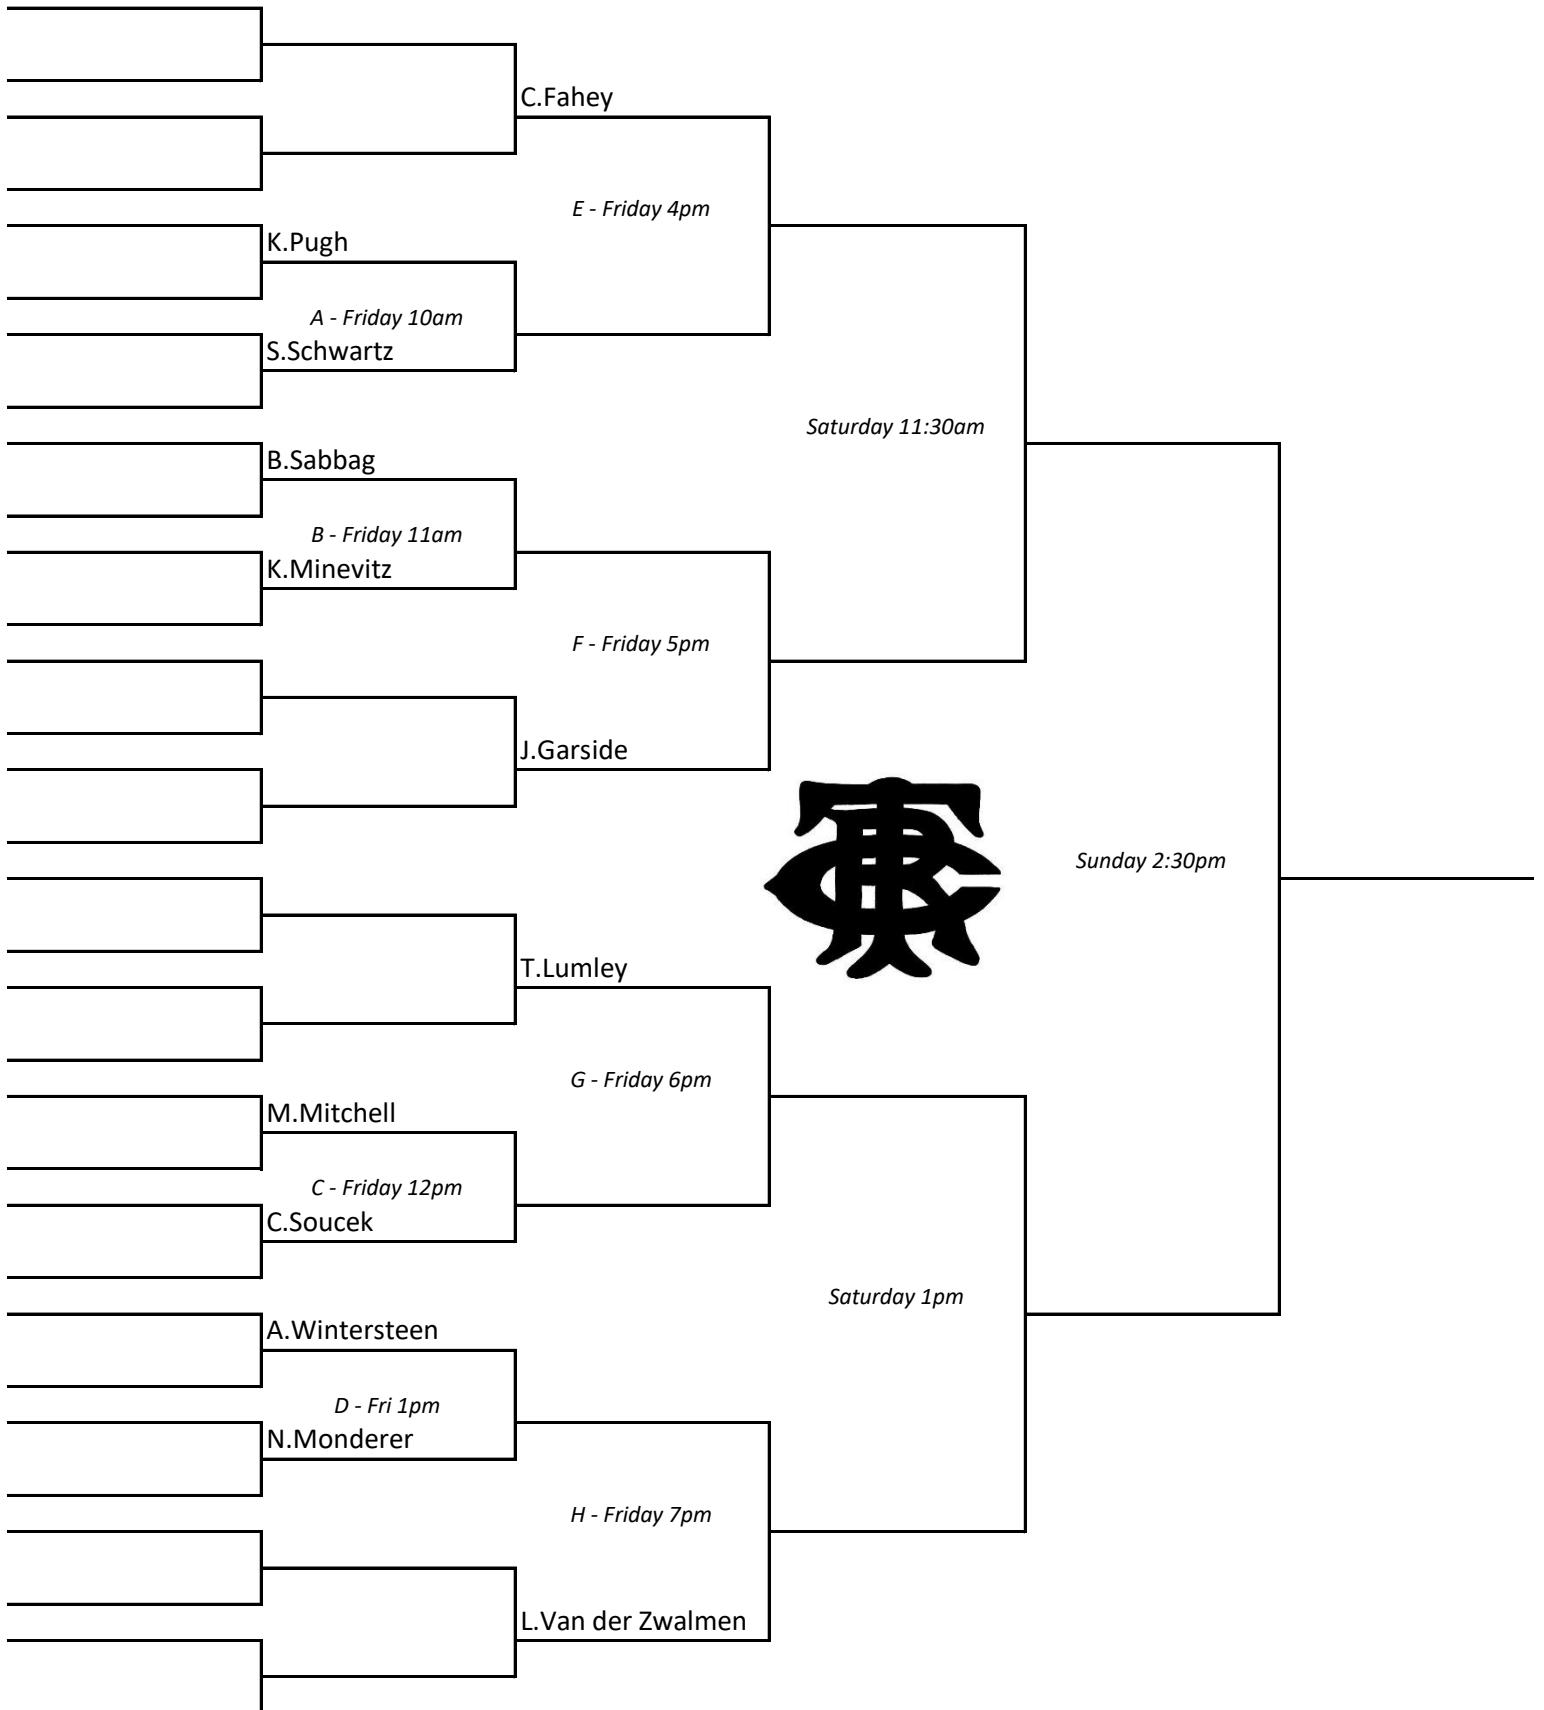 C.Fahey
E - Friday 4pm
K.Pugh
A - Friday 10am
S.Schwartz
Saturday 11:30am
B.Sabbag
B - Friday 11am
K.Minevitz
F - Friday 5pm
J.Garside
Sunday 2:30pm
T.Lumley
G - Friday 6pm
M.Mitchell
C - Friday 12pm
C.Soucek
Saturday 1pm
A.Wintersteen
D - Fri 1pm
N.Monderer
H - Friday 7pm
L.Van der Zwalmen